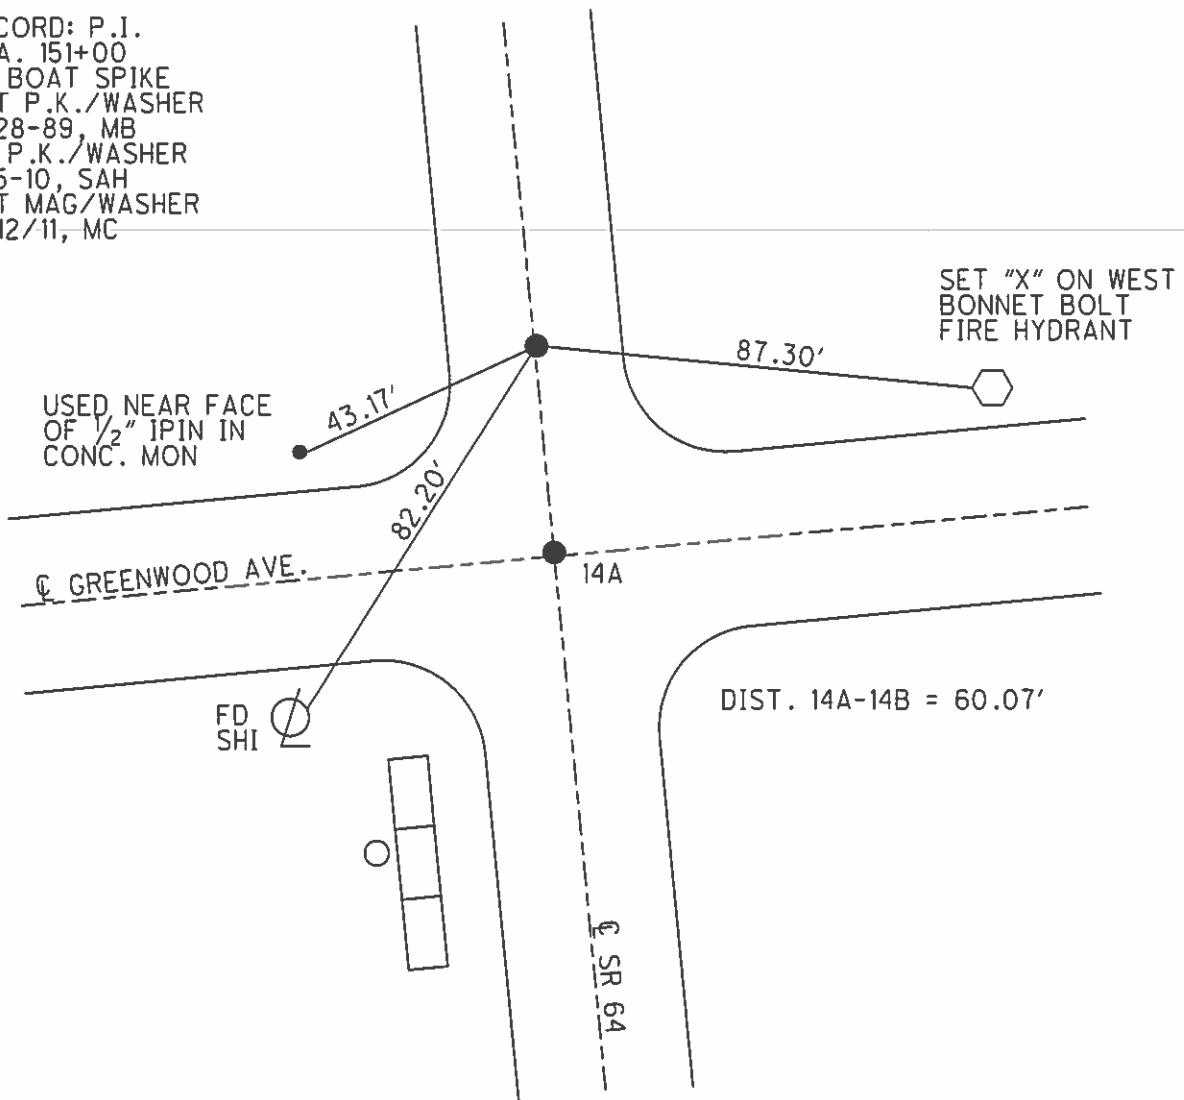 CORD: P.I.
A. 151+00
BOAT SPIKE
T P.K./WASHER
28-89, MB
P.K./WASHER
5-10, SAH
T MAG/WASHER
12/11, MC
SET "X" ON WEST
BONNET BOLT
FIRE HYDRANT
87.30'
43.17'
USED NEAR FACE
OF 1/2" IPIN IN
CONC. MON
82.20'
℄ GREENWOOD AVE.
14A
DIST. 14A-14B = 60.07'
FD
SHI
℄ SR 64